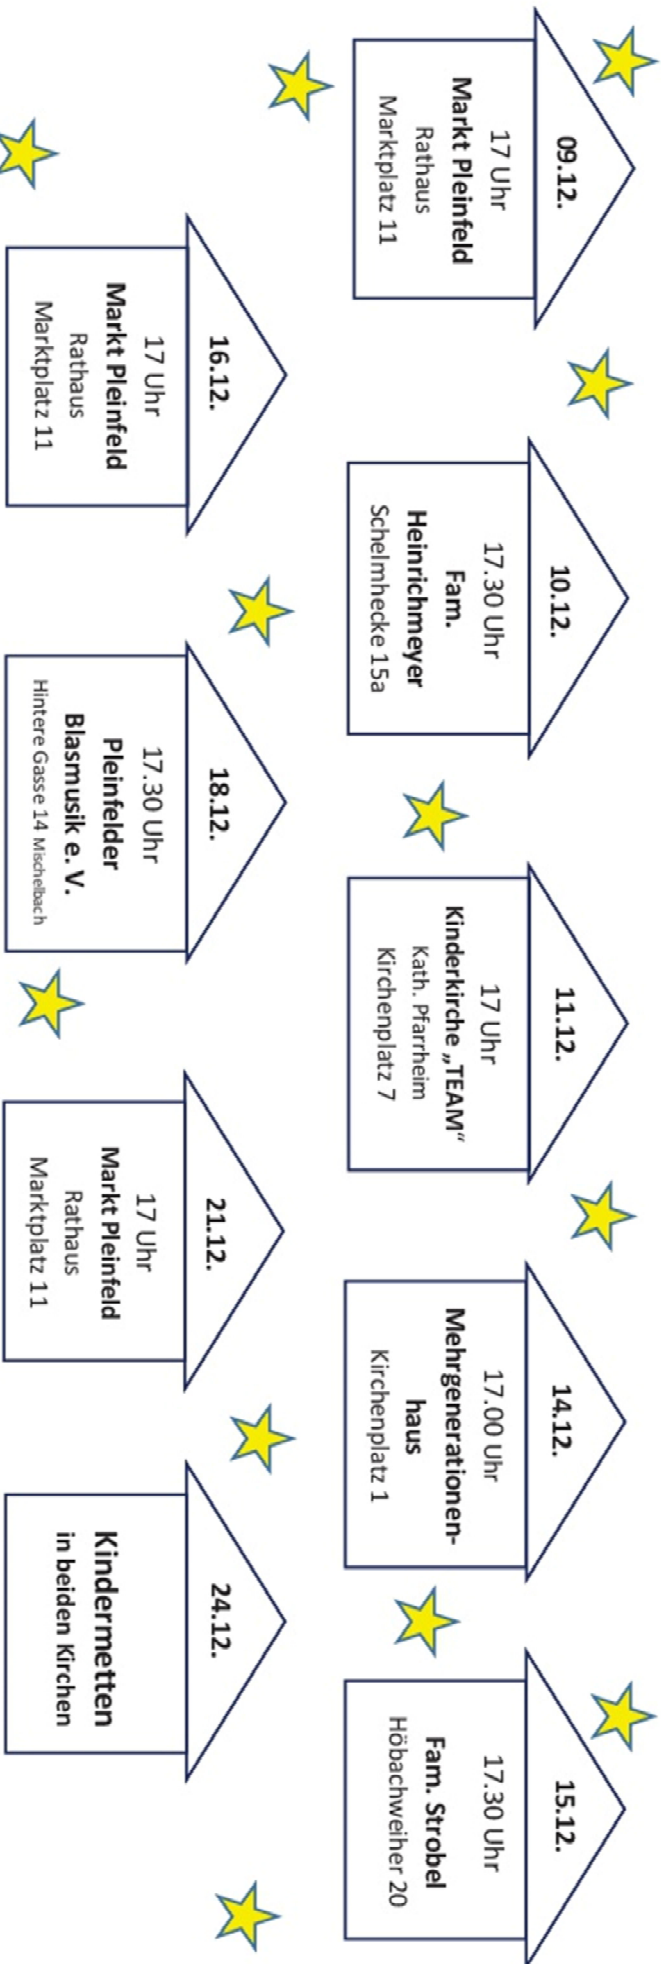 09.12.
17 Uhr
Markt Pleinfeld
Rathaus
Marktplatz 11
10.12.
17.30 Uhr
Fam.
Heinrichmeyer
Schelmhecke 15a
11.12.
17 Uhr
Kinderkirche „TEAM“
Kath. Pfarrheim
Kirchenplatz 7
14.12.
17.00 Uhr
Mehrgenerationen-
haus
Kirchenplatz 1
15.12.
17.30 Uhr
Fam. Strobel
Höbachweiher 20
16.12.
17 Uhr
Markt Pleinfeld
Rathaus
Marktplatz 11
18.12.
17.30 Uhr
Pleinfelder
Blasmusik e. V.
Hintere Gasse 14 Mischelbach
21.12.
17 Uhr
Markt Pleinfeld
Rathaus
Marktplatz 11
24.12.
Kindermetten
in beiden Kirchen